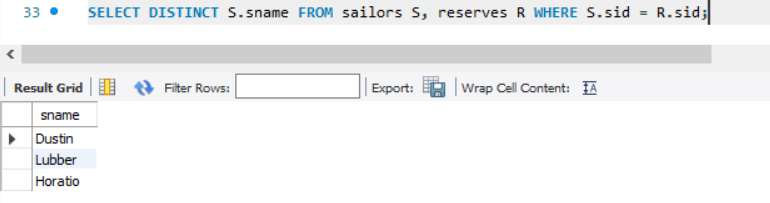 33 SELECT DISTINCT S.sname FROM sailors S, reserves R WHERE S.sid = R.sid;
Result Grid Filter Rows: Export: Wrap Cell Content: IA
sname
Dustin
Lubber
Horatio